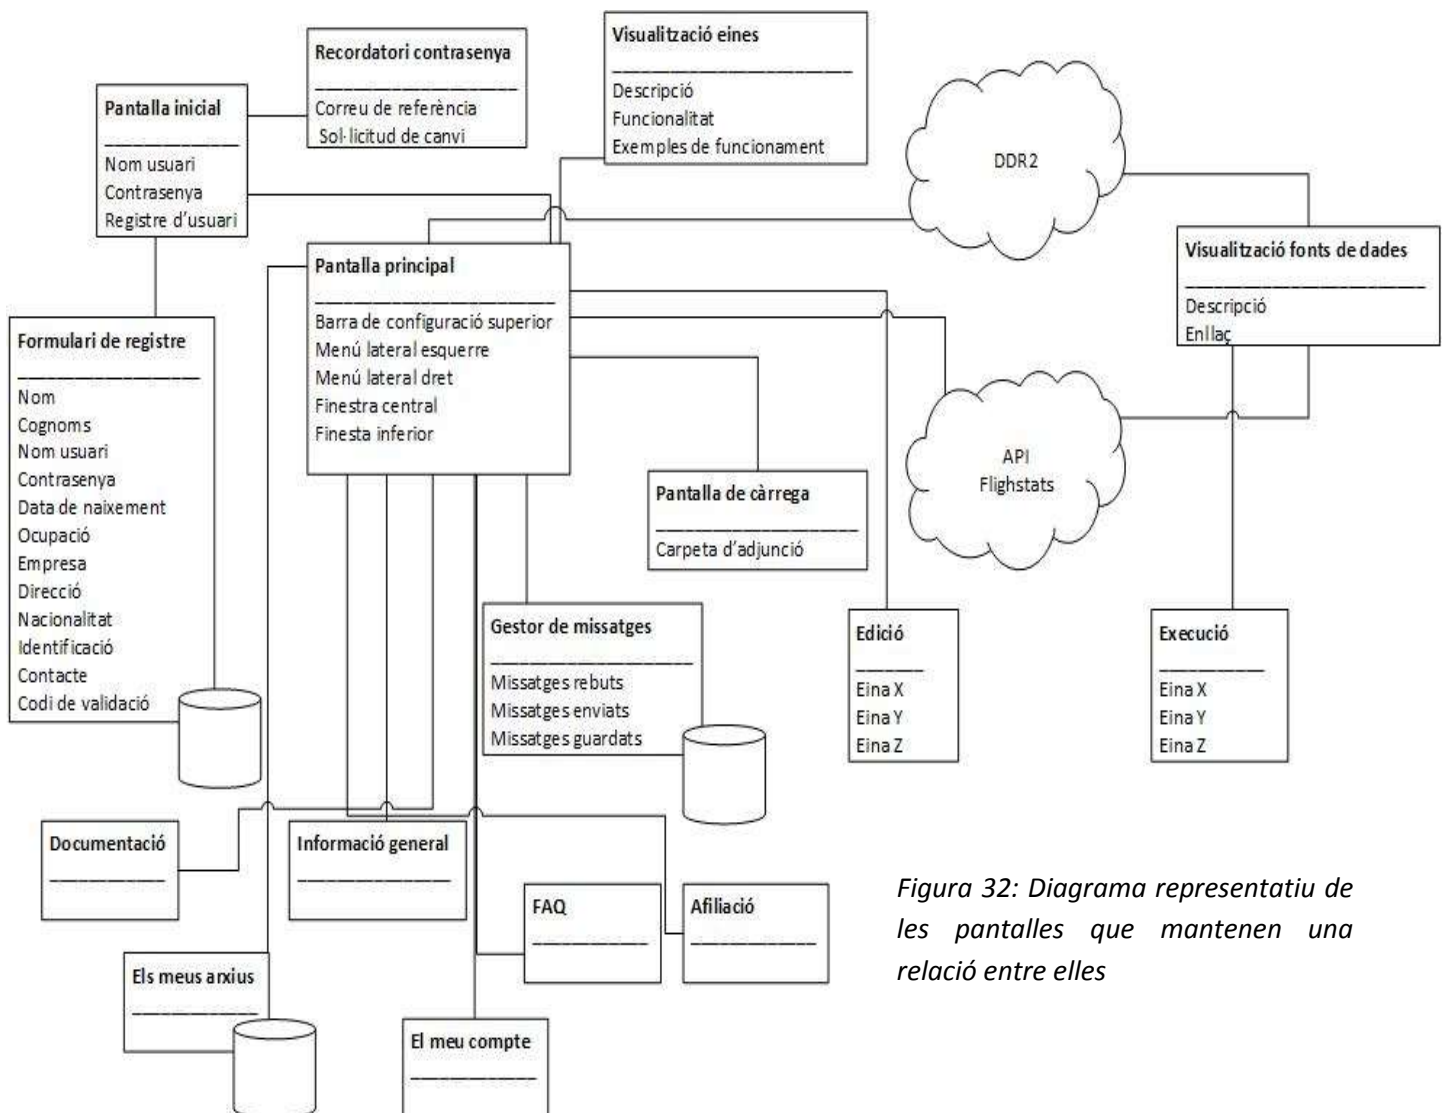 Recordatori contrasenya
Correu de referència
Sol·licitud de canvi
Visualització eines
Descripció
Funcionalitat
Exemples de funcionament
Pantalla inicial
Nom usuari
Contrasenya
Registre d'usuari
DDR2
Pantalla principal
Barra de configuració superior
Menú lateral esquerre
Menú lateral dret
Finestra central
Finesta inferior
Visualització fonts de dades
Descripció
Enllaç
Formulari de registre
Nom
Cognoms
Nom usuari
Contrasenya
Data de naixement
Ocupació
Empresa
Direcció
Nacionalitat
Identificació
Contacte
Codi de validació
API
Flighstats
Pantalla de càrrega
Carpeta d'adjunció
Gestor de missatges
Missatges rebuts
Missatges enviats
Missatges guardats
Edició
Eina X
Eina Y
Eina Z
Execució
Eina X
Eina Y
Eina Z
Documentació
Informació general
FAQ
Afiliació
Els meus arxius
El meu compte
Figura 32: Diagrama representatiu de
les pantalles que mantenen una
relació entre elles